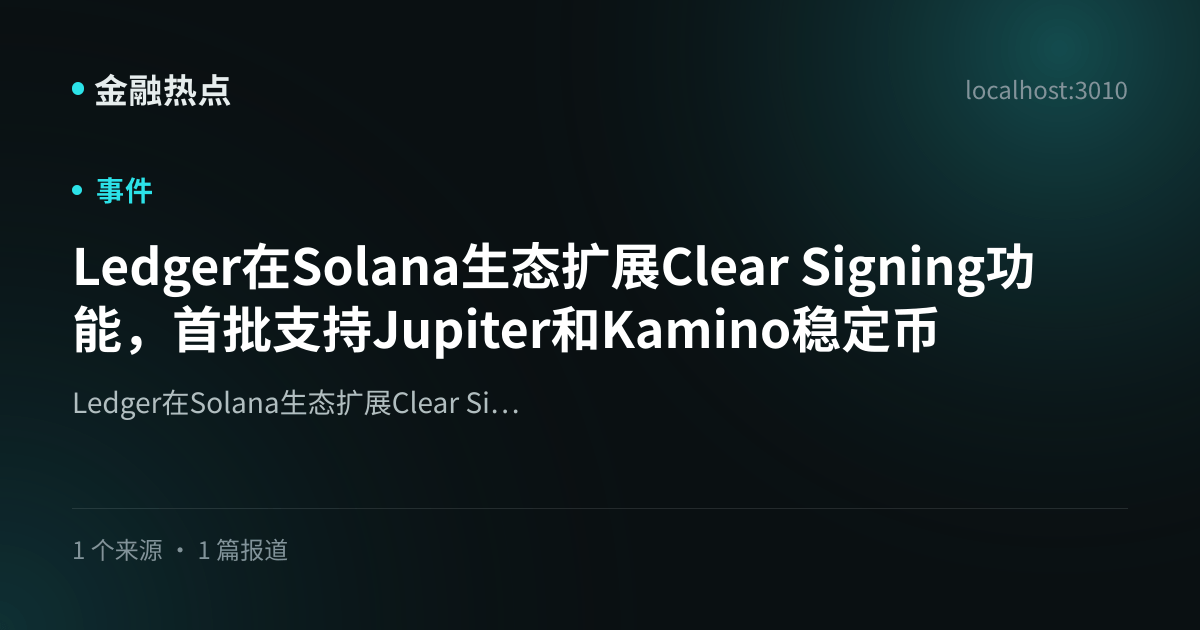 金融热点
localhost:3010
事件
Ledger在Solana生态扩展Clear Signing功
能，首批支持Jupiter和Kamino稳定币
Ledger在Solana生态扩展Clear Si…
1 个来源 · 1 篇报道